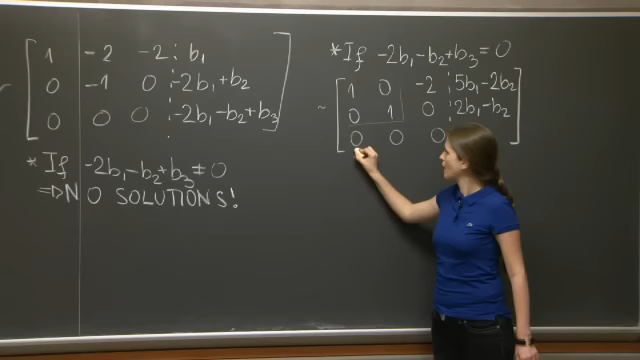 1 -2 -2 ⋮ b₁
0 -1 0 ⋮ -2b₁+b₂
0 0 0 ⋮ -2b₁-b₂+b₃
*If -2b₁-b₂+b₃≠0
⇒NO SOLUTIONS!
*If -2b₁-b₂+b₃=0
~
1 0 -2 ⋮ 5b₁-2b₂
0 1 0 ⋮ 2b₁-b₂
0 0 0